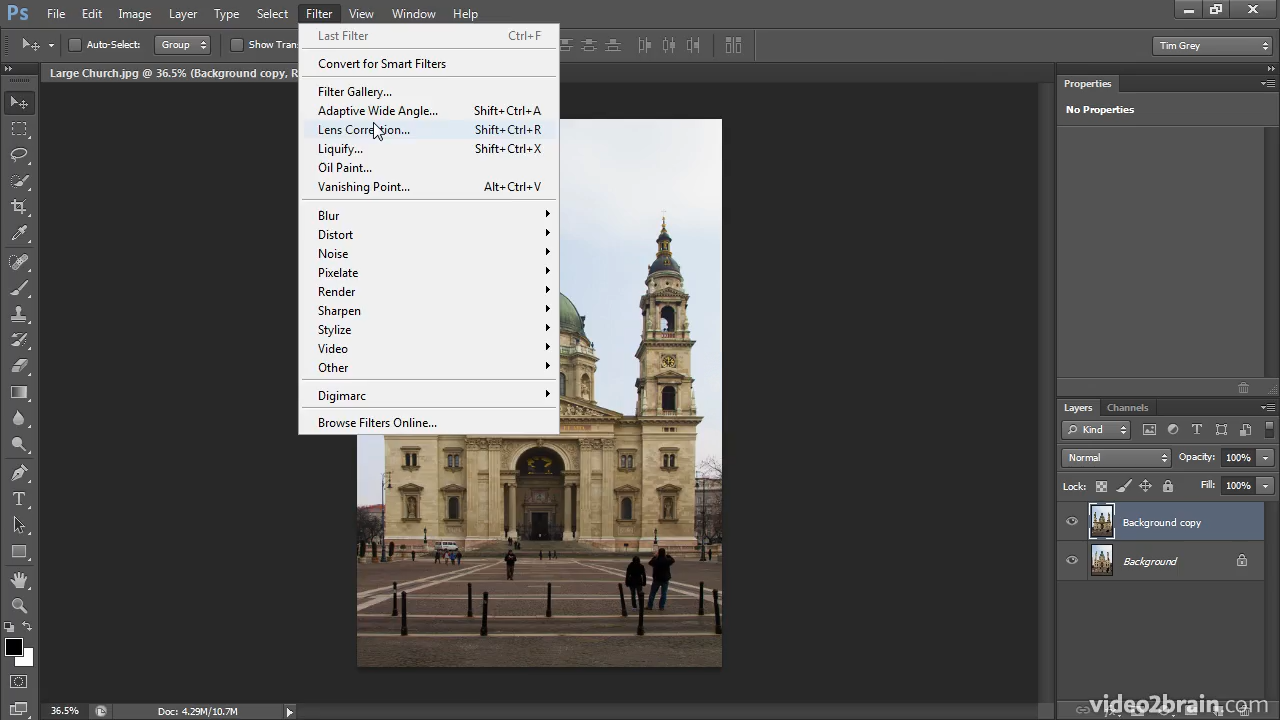 Ps File Edit Image Layer Type Select Filter View Window Help
Auto-Select: Group Show Tran Tim Grey
Large Church.jpg @ 36.5% (Background copy, R
Last Filter Ctrl+F
Convert for Smart Filters
Filter Gallery...
Adaptive Wide Angle... Shift+Ctrl+A
Lens Correction... Shift+Ctrl+R
Liquify... Shift+Ctrl+X
Oil Paint...
Vanishing Point... Alt+Ctrl+V
Blur
Distort
Noise
Pixelate
Render
Sharpen
Stylize
Video
Other
Digimarc
Browse Filters Online...
Properties
No Properties
Layers Channels
Kind
Normal Opacity: 100%
Lock: Fill: 100%
Background copy
Background
36.5% Doc: 4.29M/10.7M
video2brain.com